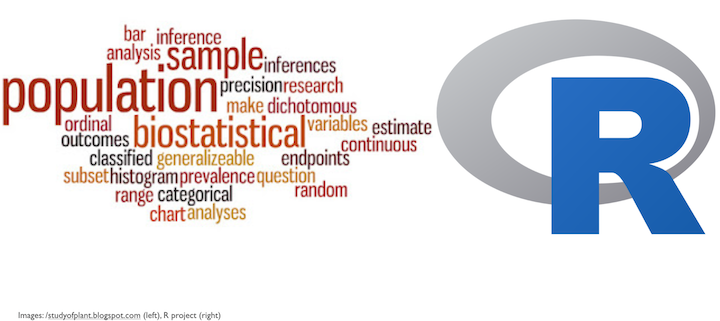 bar inference
analysis sample inferences
population precision research
make dichotomous
ordinal biostatistical variables estimate
outcomes continuous
classified generalizeable endpoints
subset histogram prevalence question
range categorical random
chart analyses
R
Images: /studyofplant.blogspot.com (left), R project (right)